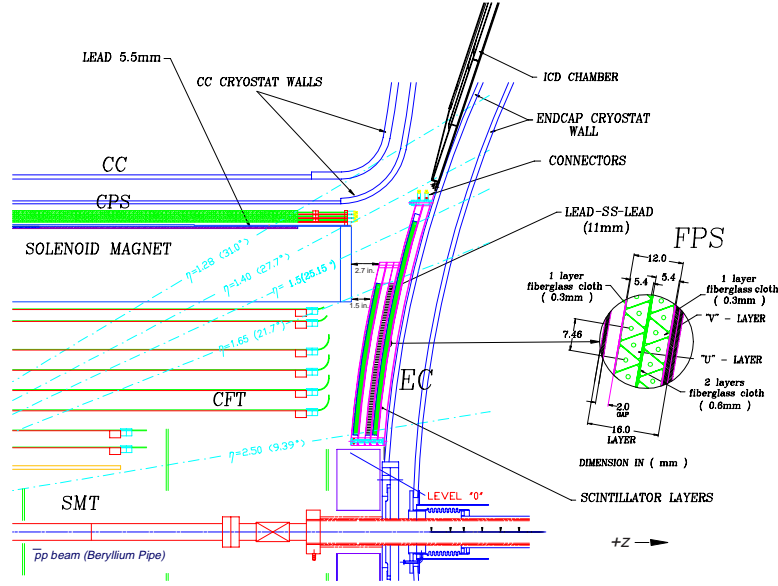 LEAD 5.5mm
CC CRYOSTAT WALLS
ICD CHAMBER
ENDCAP CRYOSTAT
WALL
CONNECTORS
CC
CPS
LEAD-SS-LEAD
(11mm)
SOLENOID MAGNET
FPS
12.0
1 layer
fiberglass cloth
( 0.3mm )
5.4
5.4
1 layer
fiberglass cloth
( 0.3mm )
"V" - LAYER
7.46
"U" - LAYER
2 layers
fiberglass cloth
( 0.6mm )
2.0
GAP
16.0
LAYER
DIMENSION IN ( mm )
η=1.28 (31.0°)
η=1.40 (27.7°)
η= 1.5(25.15 °)
η=1.65 (21.7°)
η=2.50 (9.39°)
2.7 in.
1.5 in.
EC
CFT
SMT
LEVEL "0"
SCINTILLATOR LAYERS
p̅p beam (Beryllium Pipe)
+z